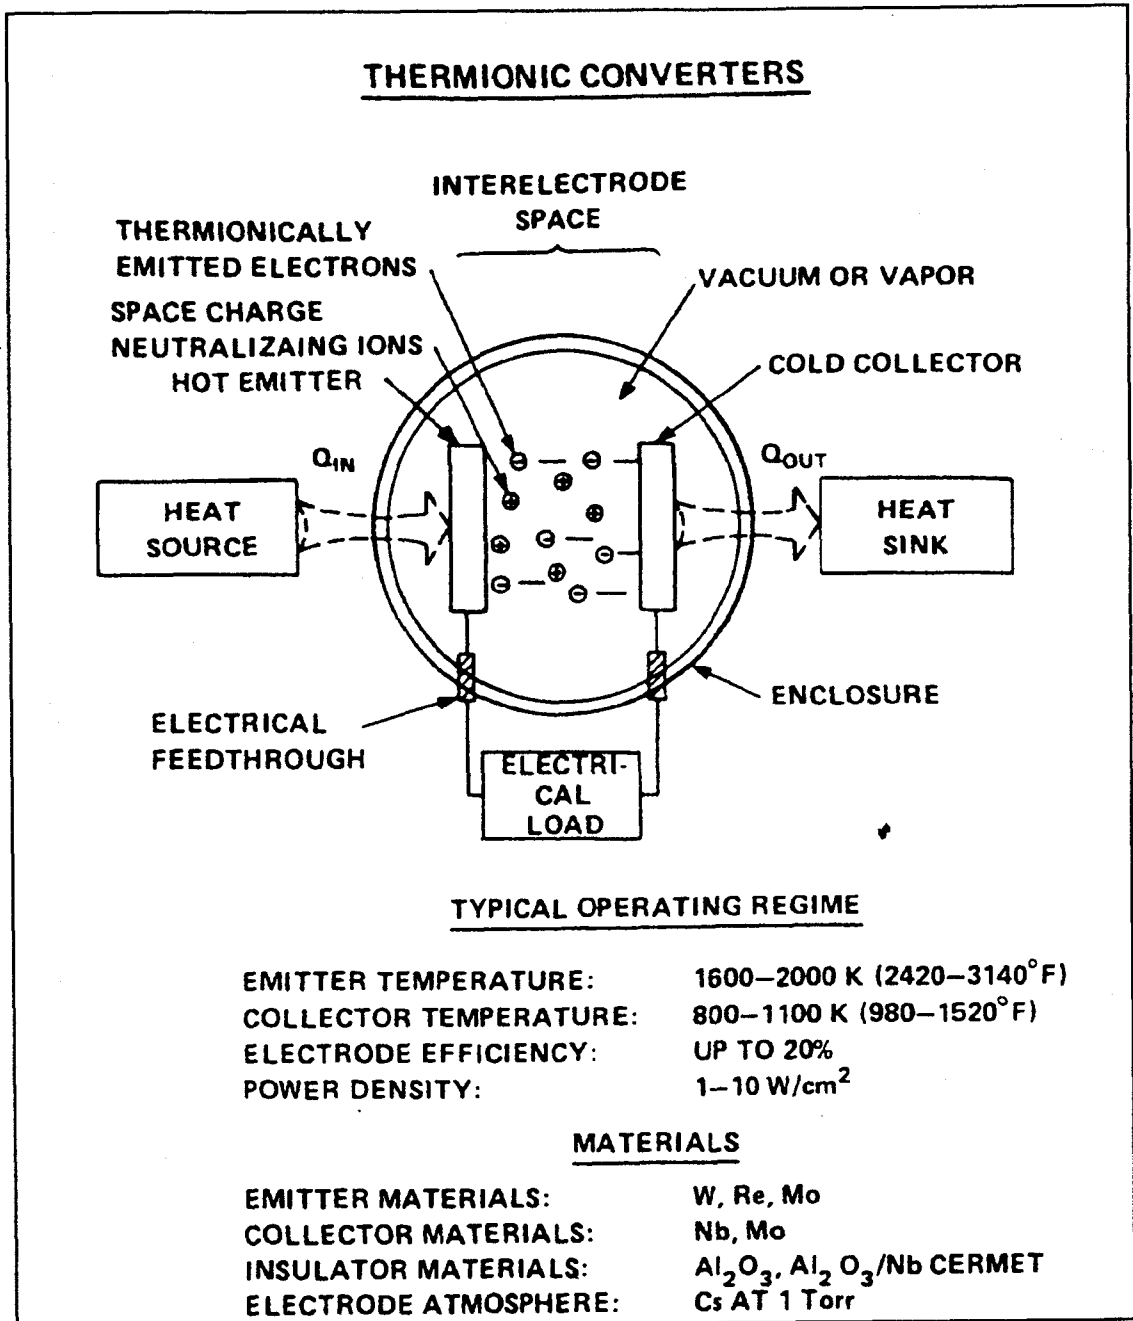 THERMIONIC CONVERTERS
INTERELECTRODE
SPACE
THERMIONICALLY
EMITTED ELECTRONS
VACUUM OR VAPOR
SPACE CHARGE
NEUTRALIZAING IONS
HOT EMITTER
COLD COLLECTOR
Q_IN
Q_OUT
HEAT
SOURCE
HEAT
SINK
ENCLOSURE
ELECTRICAL
FEEDTHROUGH
ELECTRI-
CAL
LOAD
TYPICAL OPERATING REGIME
EMITTER TEMPERATURE: 1600–2000 K (2420–3140°F)
COLLECTOR TEMPERATURE: 800–1100 K (980–1520°F)
ELECTRODE EFFICIENCY: UP TO 20%
POWER DENSITY: 1–10 W/cm²
MATERIALS
EMITTER MATERIALS: W, Re, Mo
COLLECTOR MATERIALS: Nb, Mo
INSULATOR MATERIALS: Al₂O₃, Al₂ O₃/Nb CERMET
ELECTRODE ATMOSPHERE: Cs AT 1 Torr